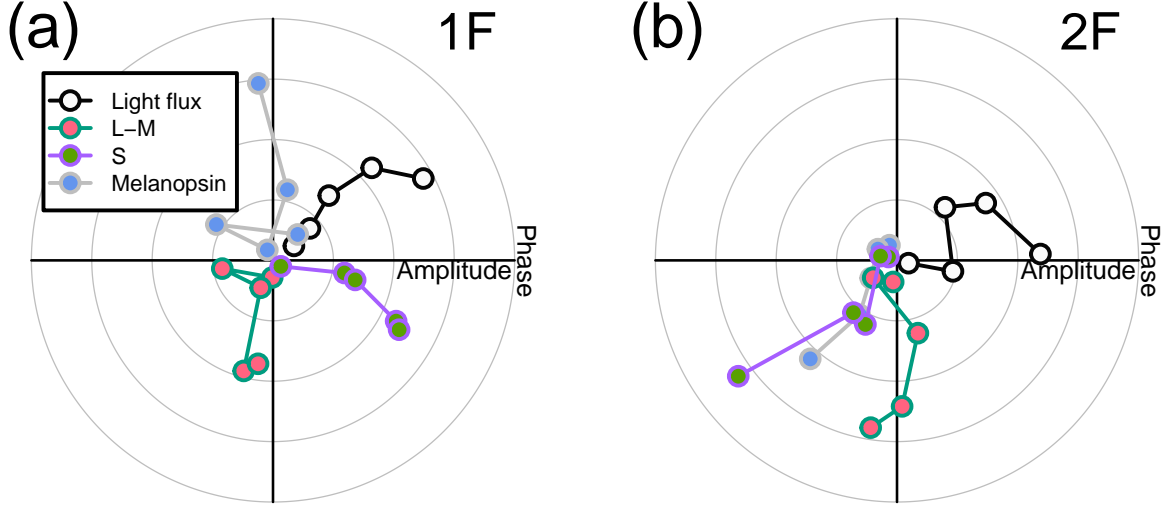 (a)
1F
Light flux
L−M
S
Melanopsin
Amplitude
Phase
(b)
2F
Amplitude
Phase